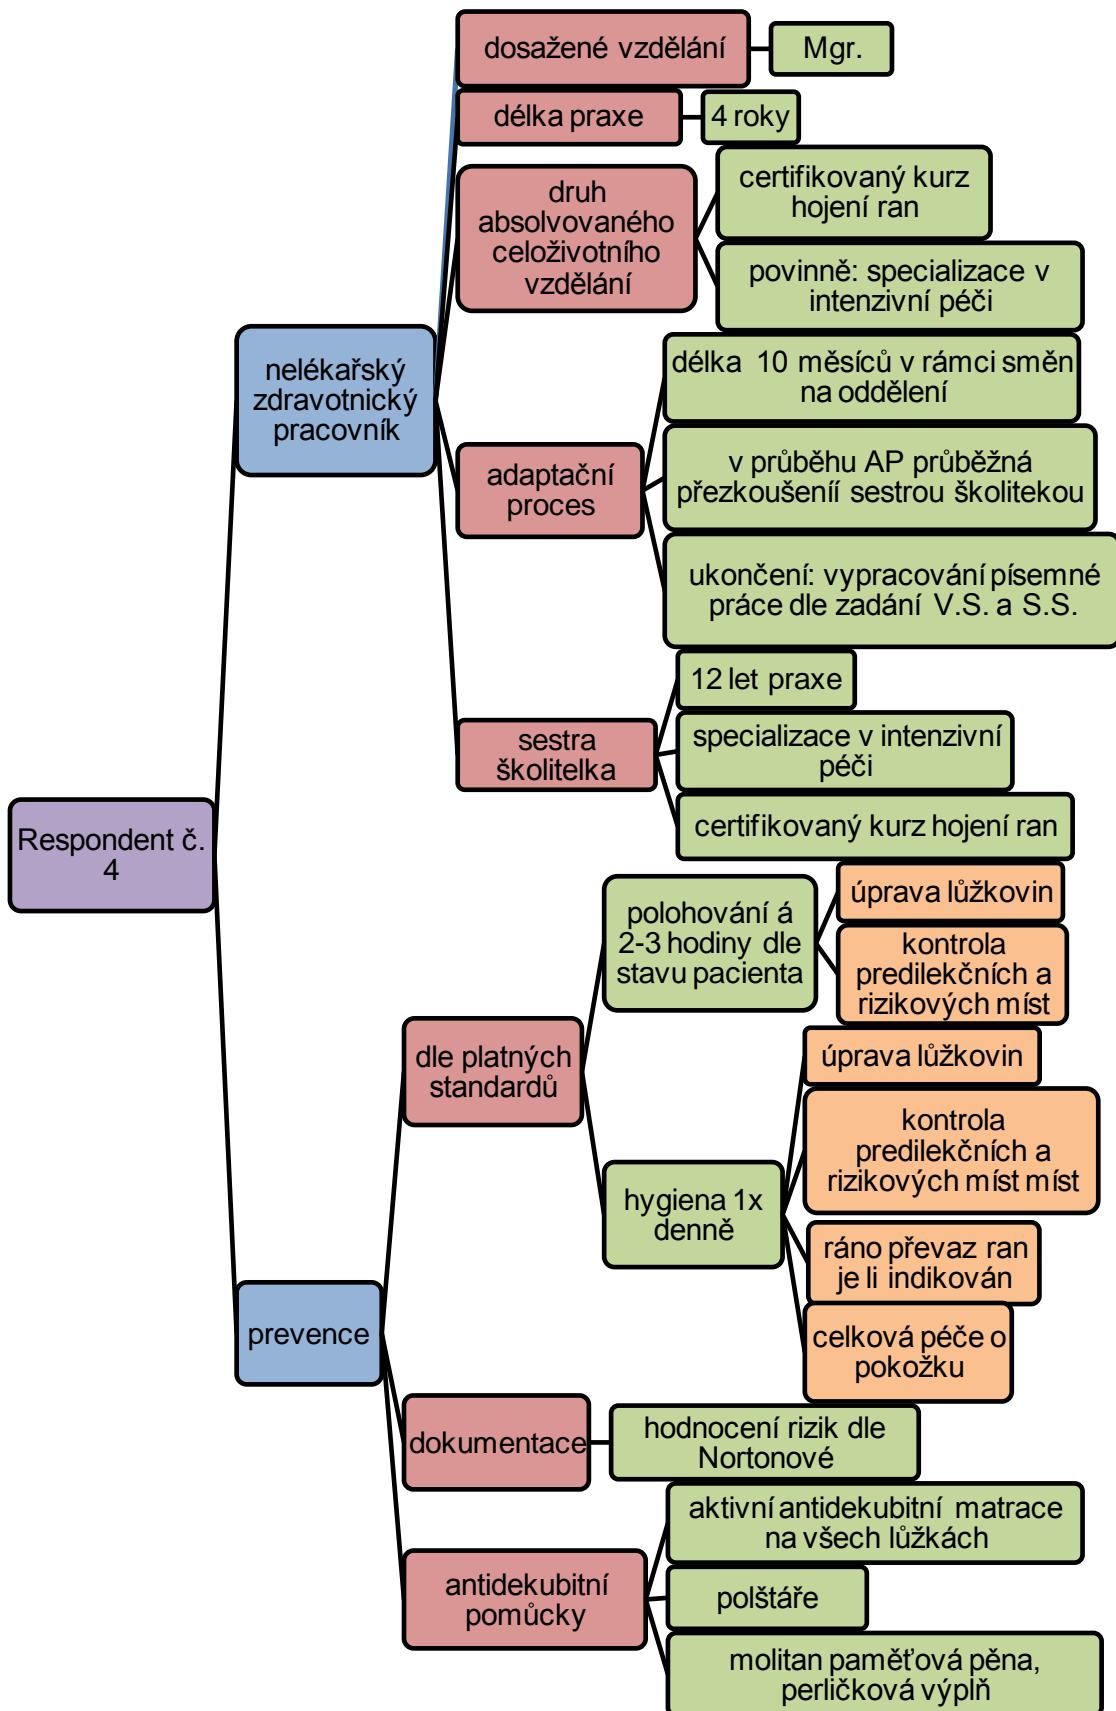 Respondent č.
4
nelékařský
zdravotnický
pracovník
dosažené vzdělání
Mgr.
délka praxe
4 roky
druh
absolvovaného
celoživotního
vzdělání
certifikovaný kurz
hojení ran
povinně: specializace v
intenzivní péči
adaptační
proces
délka 10 měsíců v rámci směn
na oddělení
v průběhu AP průběžná
přezkoušeníí sestrou školitekou
ukončení: vypracování písemné
práce dle zadání V.S. a S.S.
sestra
školitelka
12 let praxe
specializace v intenzivní
péči
certifikovaný kurz hojení ran
prevence
dle platných
standardů
polohování á
2-3 hodiny dle
stavu pacienta
úprava lůžkovin
kontrola
predilekčních a
rizikových míst
hygiena 1x
denně
úprava lůžkovin
kontrola
predilekčních a
rizikových míst míst
ráno převaz ran
je li indikován
celková péče o
pokožku
dokumentace
hodnocení rizik dle
Nortonové
antidekubitní
pomůcky
aktivní antidekubitní matrace
na všech lůžkách
polštáře
molitan paměťová pěna,
perličková výplň